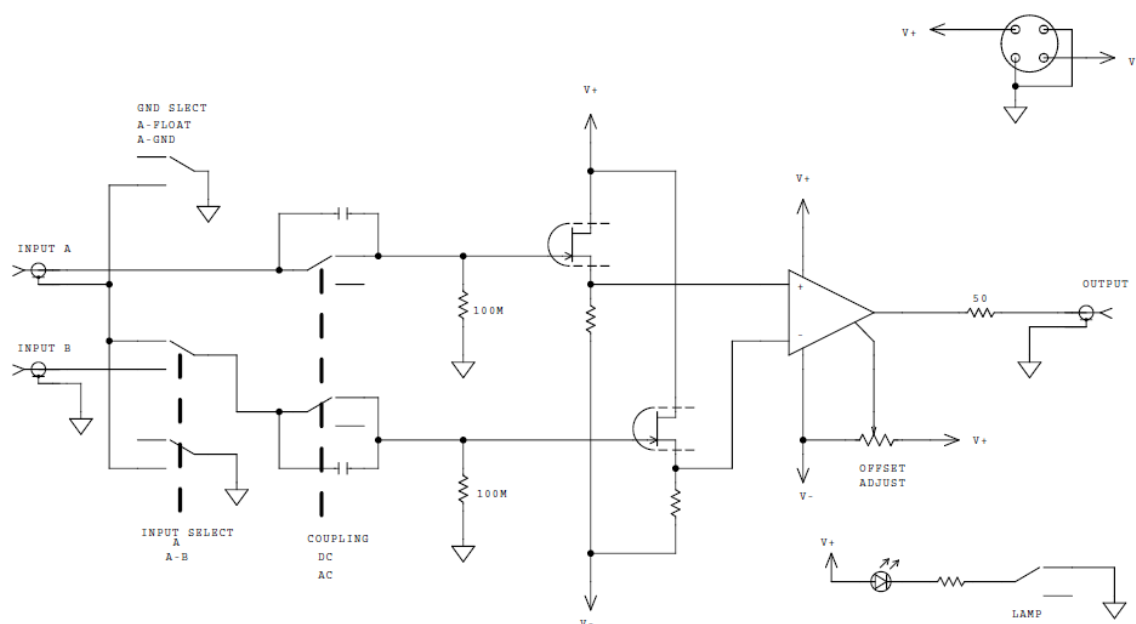 V+
V
V+
GND SLECT
A-FLOAT
A-GND
V+
INPUT A
OUTPUT
+
50
100M
-
INPUT B
V+
OFFSET
ADJUST
100M
V-
INPUT SELECT
A
A-B
COUPLING
DC
AC
V+
LAMP
V-